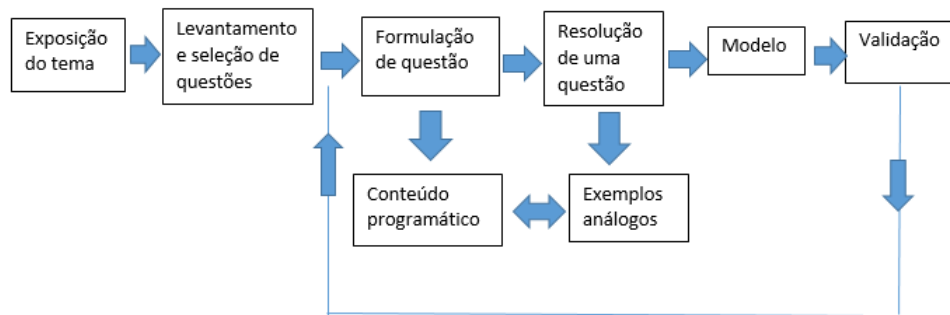 Exposição
do tema
Levantamento
e seleção de
questões
Formulação
de questão
Resolução
de uma
questão
Modelo
Validação
Conteúdo
programático
Exemplos
análogos